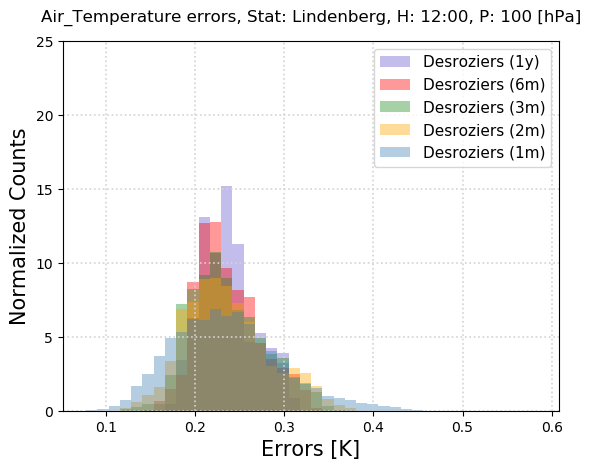 Air_Temperature errors, Stat: Lindenberg, H: 12:00, P: 100 [hPa]
25
20
15
10
5
0
Normalized Counts
Desroziers (1y)
Desroziers (6m)
Desroziers (3m)
Desroziers (2m)
Desroziers (1m)
0.1 0.2 0.3 0.4 0.5 0.6
Errors [K]